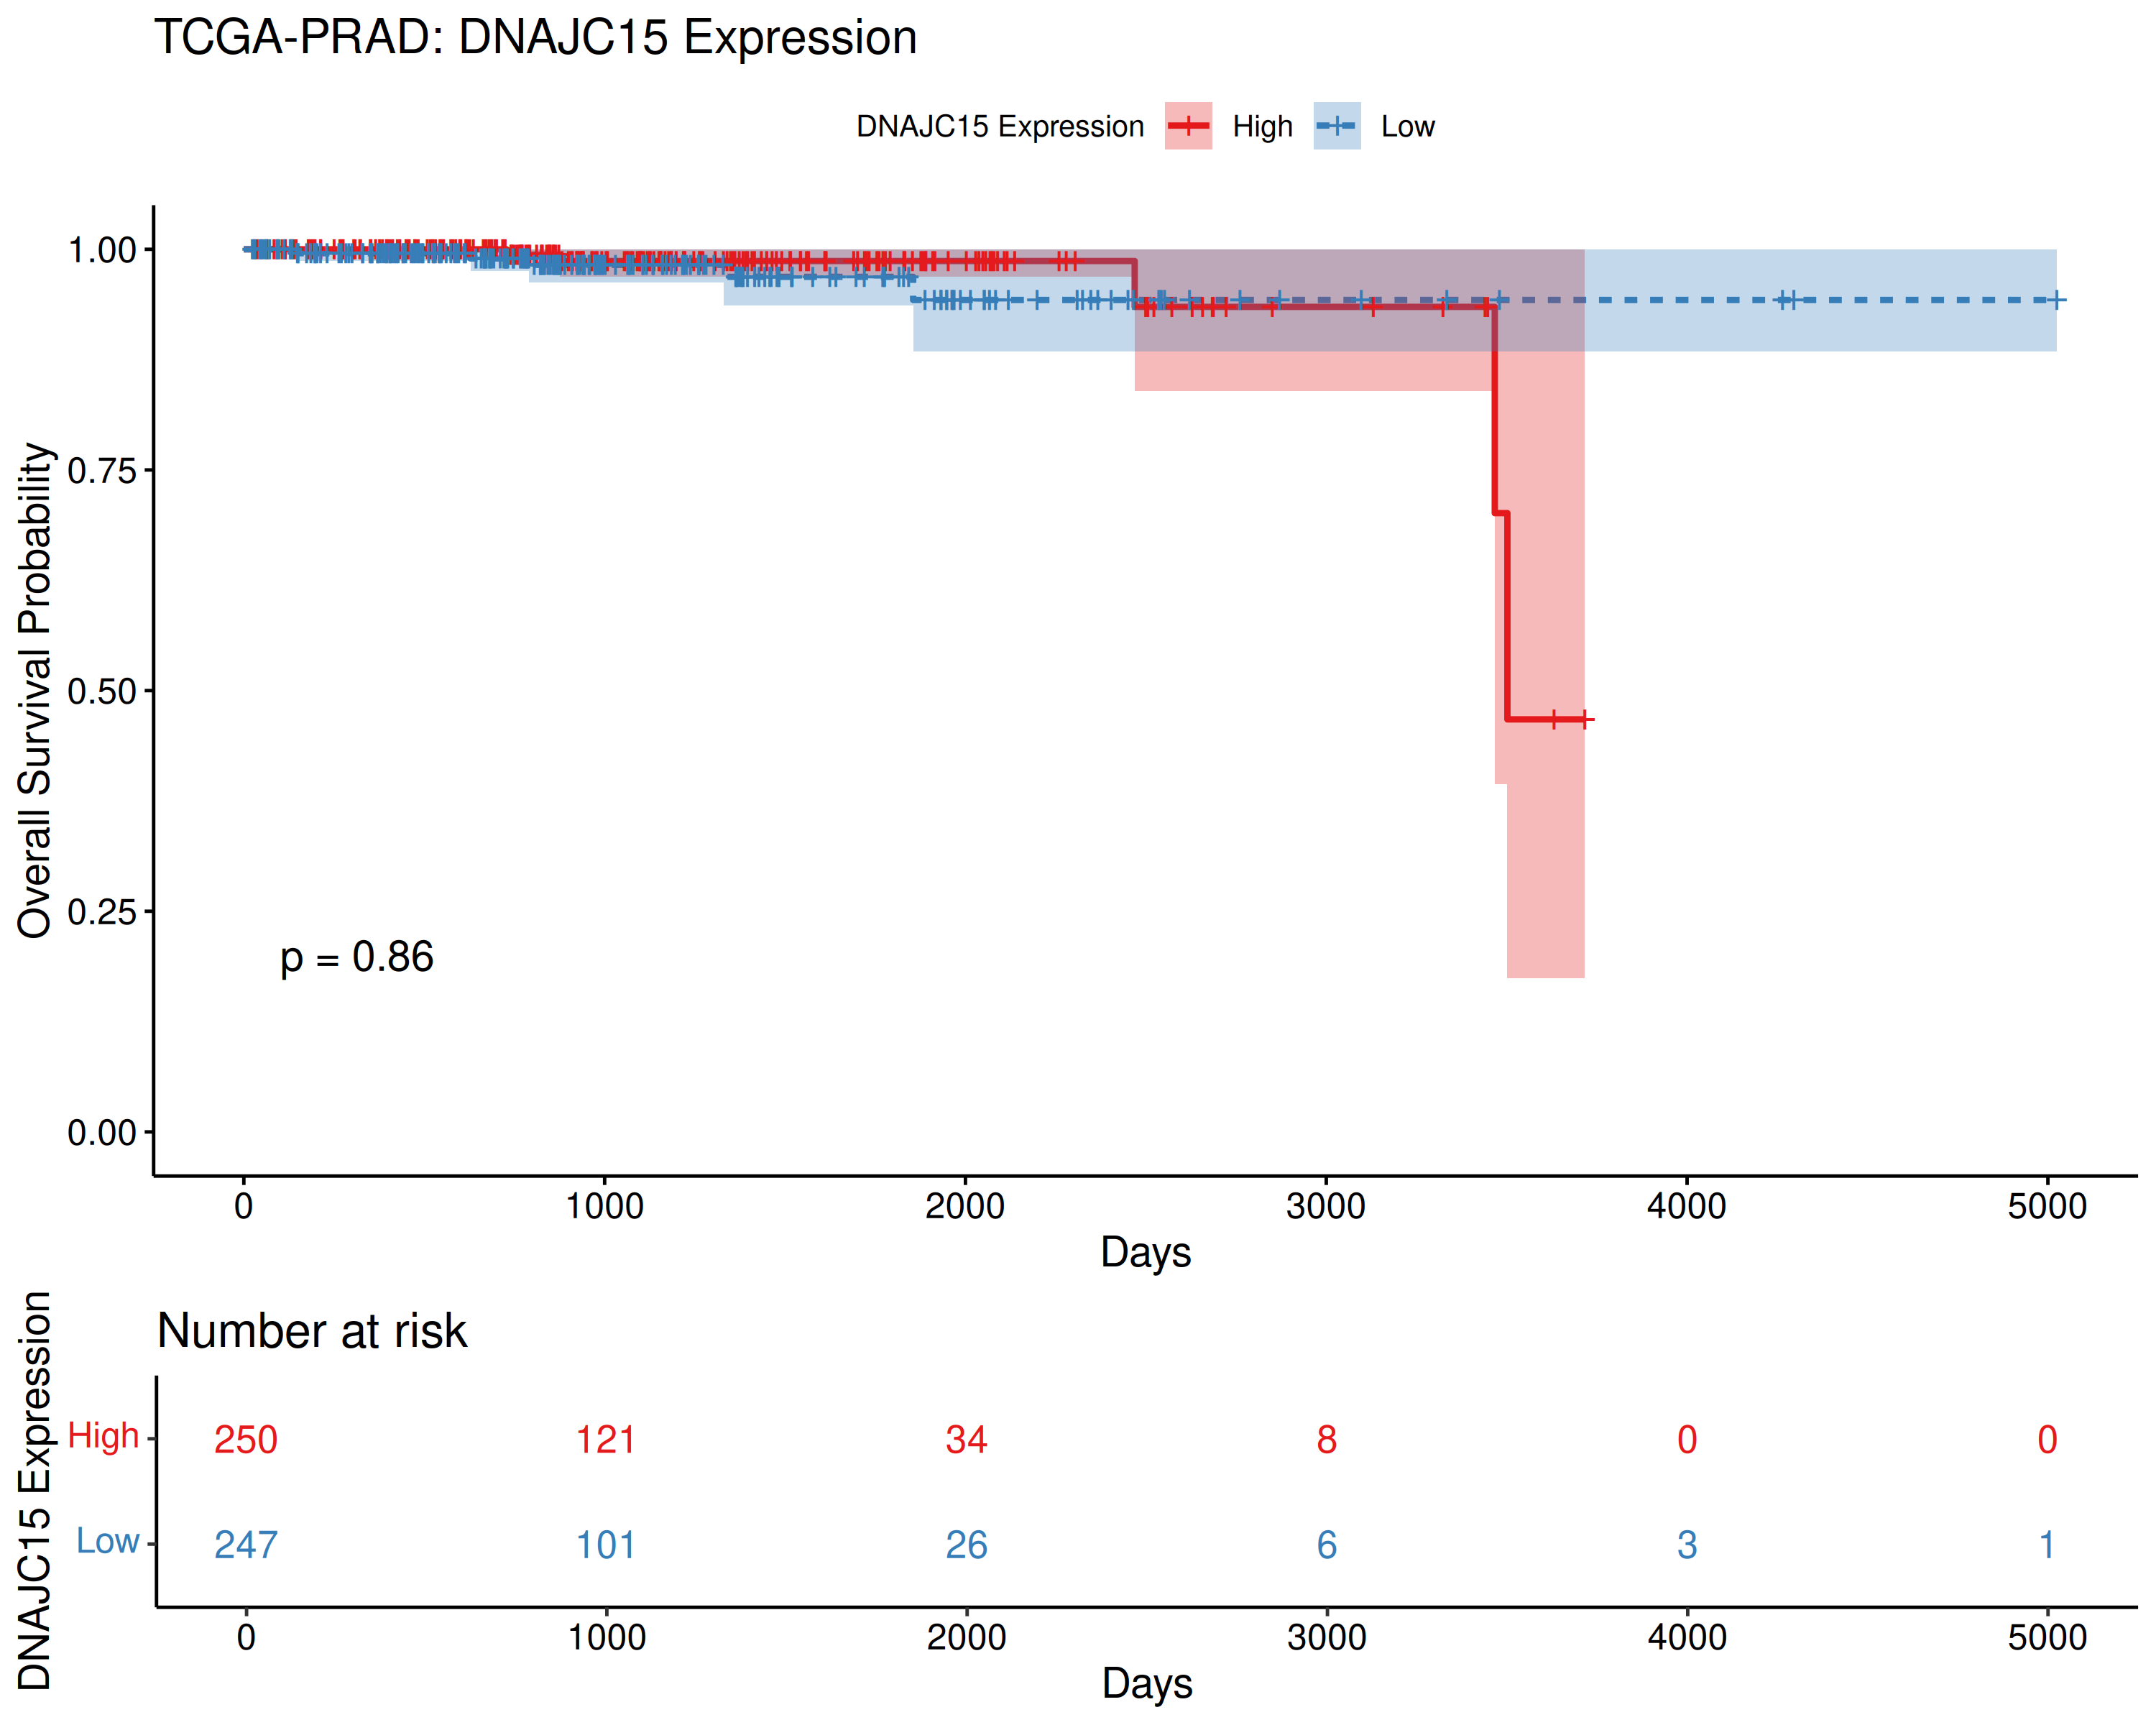 TCGA-PRAD: DNAJC15 Expression
DNAJC15 Expression High Low
Overall Survival Probability
1.00
0.75
0.50
0.25
0.00
p = 0.86
0 1000 2000 3000 4000 5000
Days
Number at risk
DNAJC15 Expression
High 250 121 34 8 0 0
Low 247 101 26 6 3 1
0 1000 2000 3000 4000 5000
Days